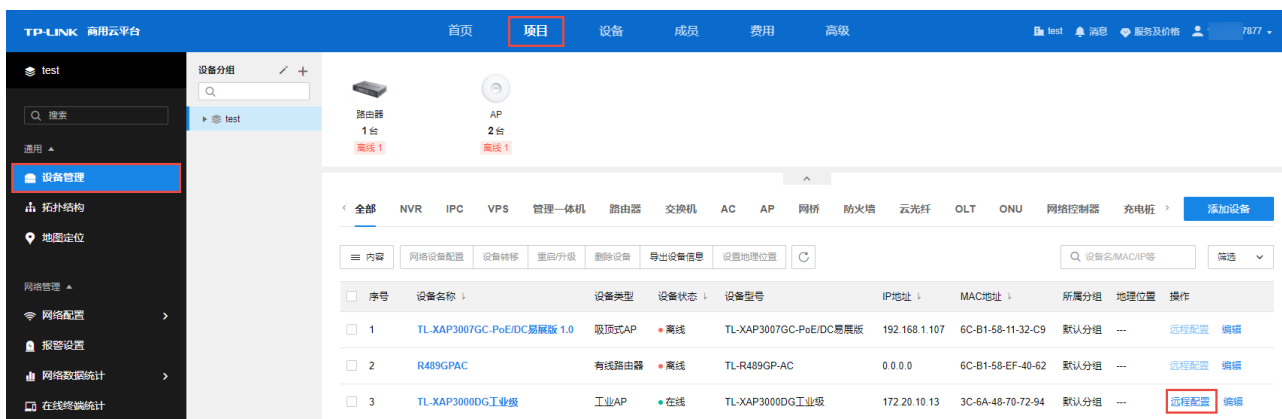 TP-LINK 商用云平台 首页 项目 设备 成员 费用 高级 test 消息 服务及价格 7877
test
搜索
通用
设备管理
拓扑结构
地图定位
网络管理
网络配置
报警设置
网络数据统计
在线终端统计
设备分组
test
路由器 AP
1台 2台
离线 1 离线 1
全部 NVR IPC VPS 管理一体机 路由器 交换机 AC AP 网桥 防火墙 云光纤 OLT ONU 网络控制器 充电桩 添加设备
内容 网络设备配置 设备转移 重启/升级 删除设备 导出设备信息 设置地理位置 设备名/MAC/IP等 筛选
序号 设备名称 设备类型 设备状态 设备型号 IP地址 MAC地址 所属分组 地理位置 操作
1 TL-XAP3007GC-PoE/DC易展版 1.0 吸顶式AP 离线 TL-XAP3007GC-PoE/DC易展版 192.168.1.107 6C-B1-58-11-32-C9 默认分组 --- 远程配置 编辑
2 R489GPAC 有线路由器 离线 TL-R489GP-AC 0.0.0.0 6C-B1-58-EF-40-62 默认分组 --- 远程配置 编辑
3 TL-XAP3000DG工业级 工业AP 在线 TL-XAP3000DG工业级 172.20.10.13 3C-6A-48-70-72-94 默认分组 --- 远程配置 编辑